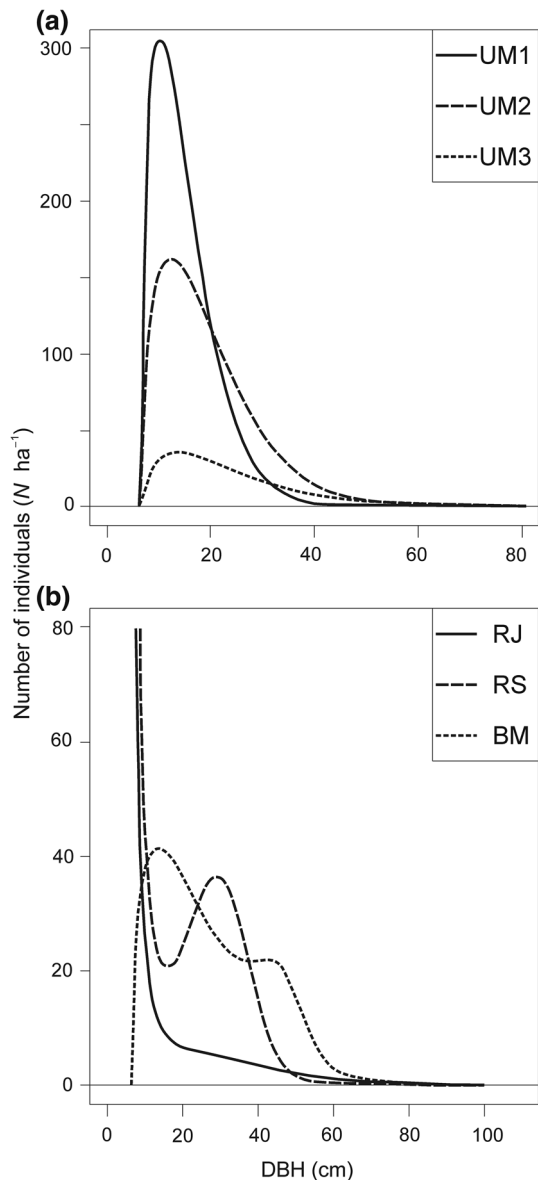 (a)
UM1
UM2
UM3
300
200
100
0
0 20 40 60 80
Number of individuals (N ha⁻¹)
(b)
RJ
RS
BM
80
60
40
20
0
0 20 40 60 80 100
DBH (cm)